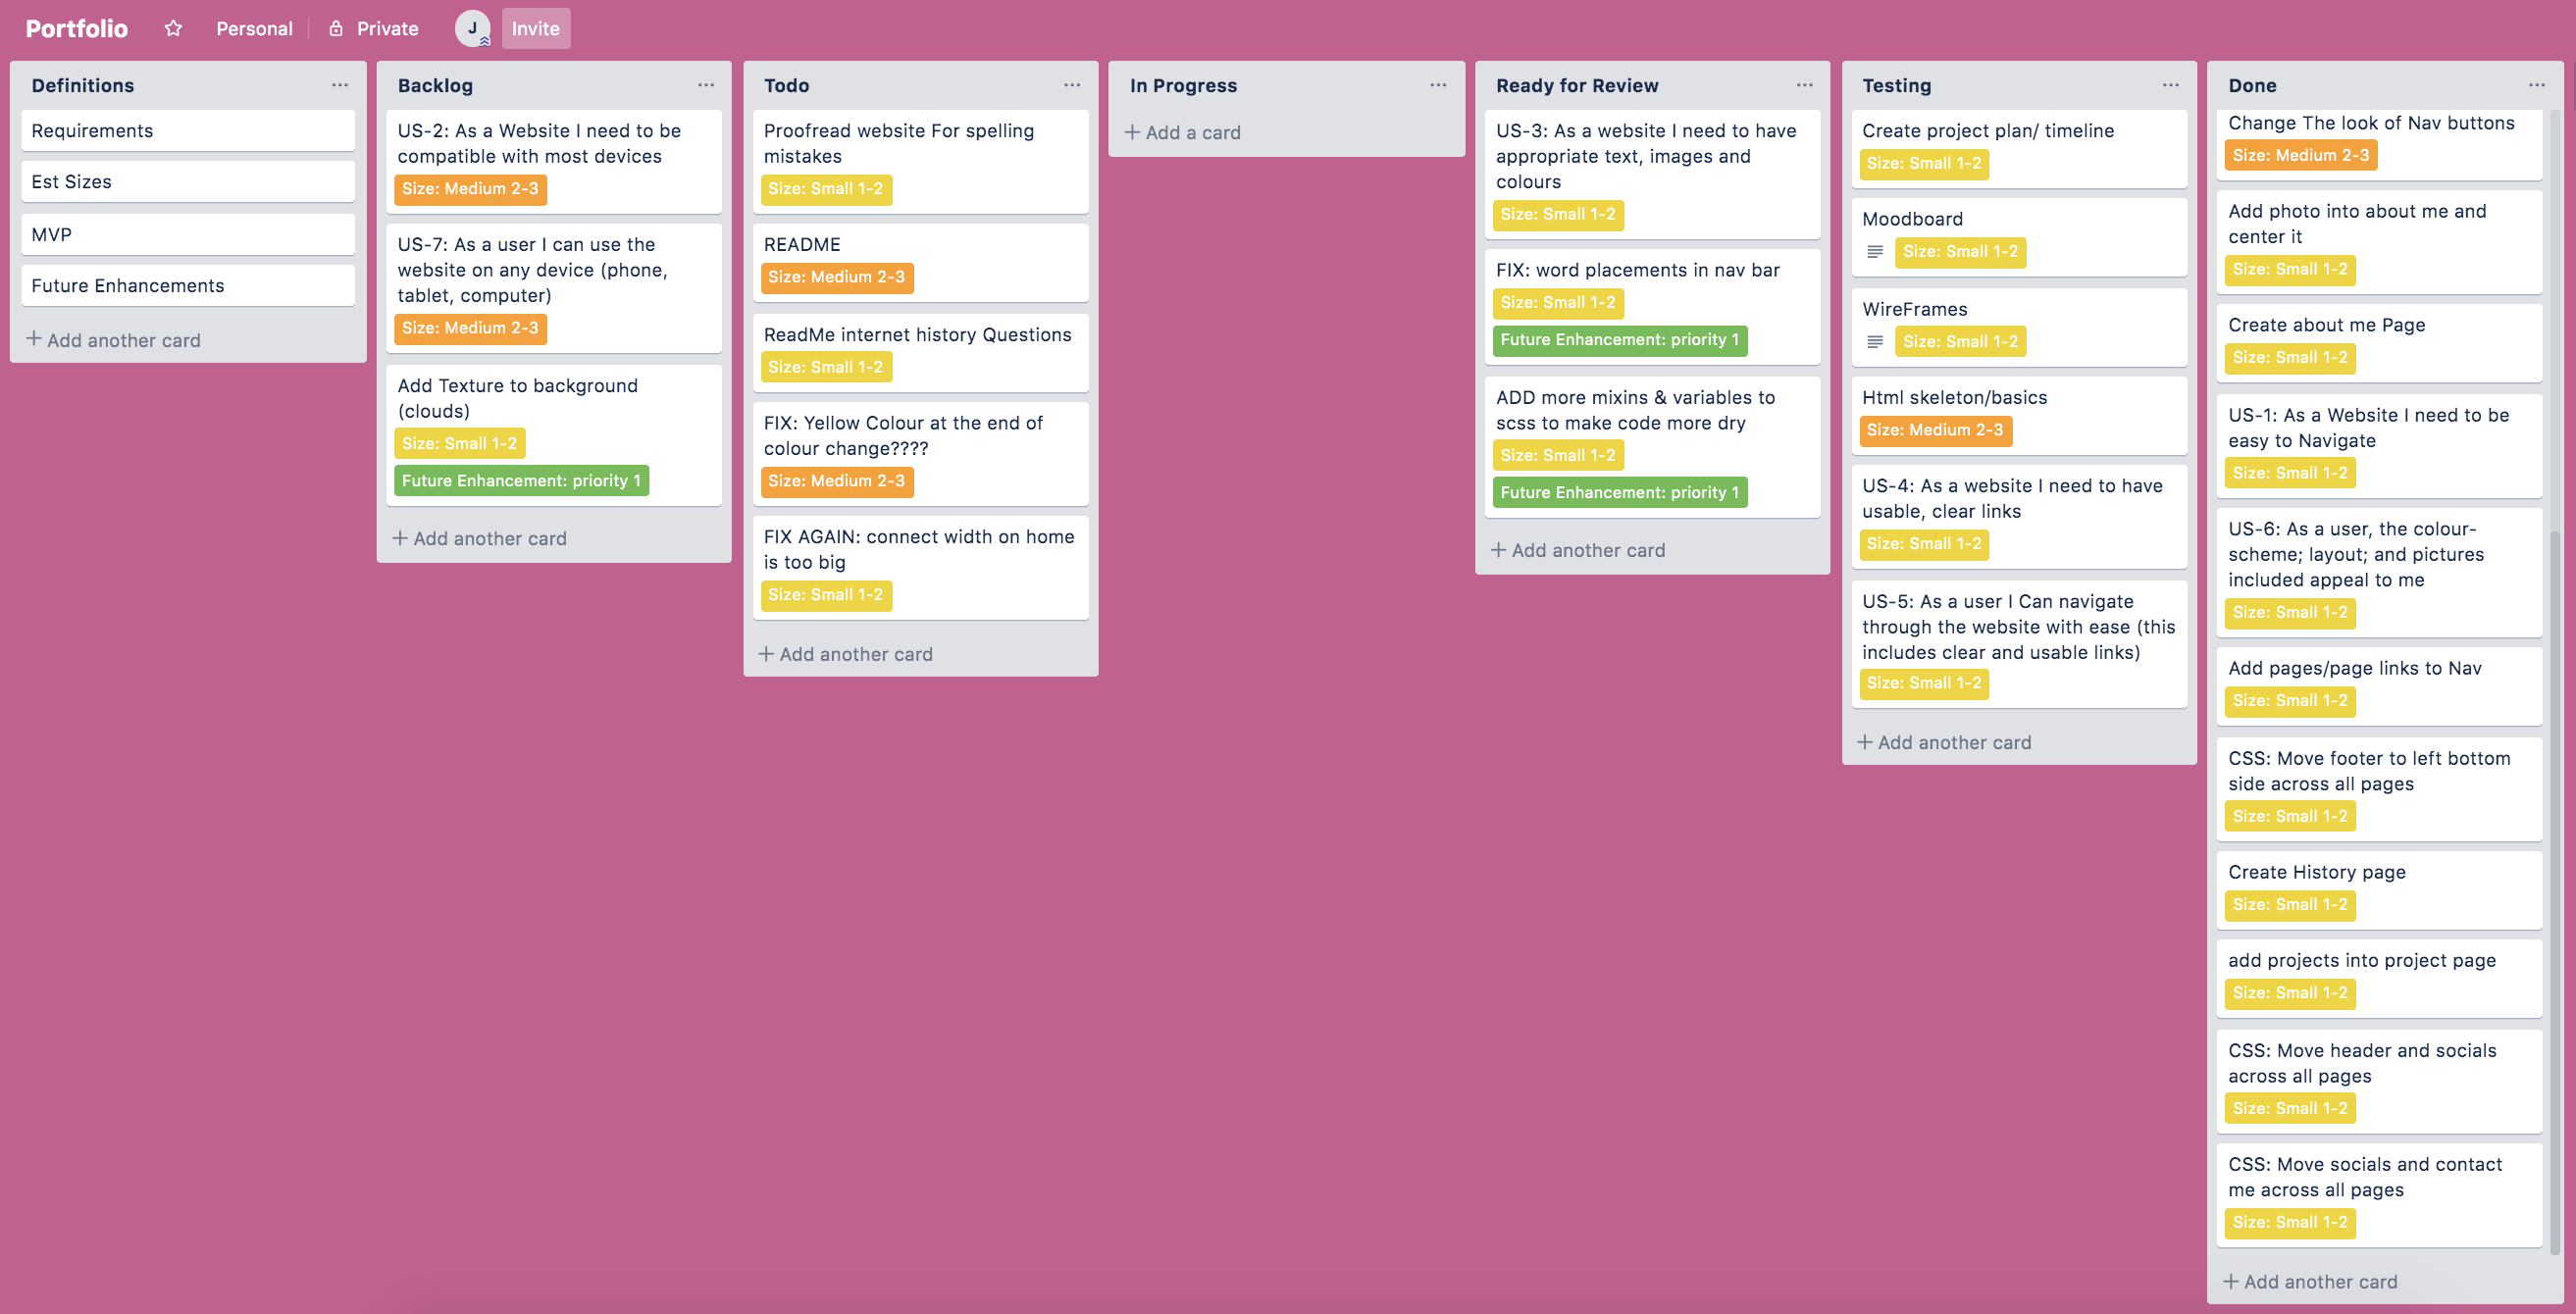 Portfolio
Personal
Private
J
Invite
Definitions
Requirements
Est Sizes
MVP
Future Enhancements
Add another card
Backlog
US-2: As a Website I need to be
compatible with most devices
Size: Medium 2-3
US-7: As a user I can use the
website on any device (phone,
tablet, computer)
Size: Medium 2-3
Add Texture to background
(clouds)
Size: Small 1-2
Future Enhancement: priority 1
Add another card
Todo
Proofread website For spelling
mistakes
Size: Small 1-2
README
Size: Medium 2-3
ReadMe internet history Questions
Size: Small 1-2
FIX: Yellow Colour at the end of
colour change????
Size: Medium 2-3
FIX AGAIN: connect width on home
is too big
Size: Small 1-2
Add another card
In Progress
Add a card
Ready for Review
US-3: As a website I need to have
appropriate text, images and
colours
Size: Small 1-2
FIX: word placements in nav bar
Size: Small 1-2
Future Enhancement: priority 1
ADD more mixins & variables to
scss to make code more dry
Size: Small 1-2
Future Enhancement: priority 1
Add another card
Testing
Create project plan/ timeline
Size: Small 1-2
Moodboard
Size: Small 1-2
WireFrames
Size: Small 1-2
Html skeleton/basics
Size: Medium 2-3
US-4: As a website I need to have
usable, clear links
Size: Small 1-2
US-5: As a user I Can navigate
through the website with ease (this
includes clear and usable links)
Size: Small 1-2
Add another card
Done
Change The look of Nav buttons
Size: Medium 2-3
Add photo into about me and
center it
Size: Small 1-2
Create about me Page
Size: Small 1-2
US-1: As a Website I need to be
easy to Navigate
Size: Small 1-2
US-6: As a user, the colour-
scheme; layout; and pictures
included appeal to me
Size: Small 1-2
Add pages/page links to Nav
Size: Small 1-2
CSS: Move footer to left bottom
side across all pages
Size: Small 1-2
Create History page
Size: Small 1-2
add projects into project page
Size: Small 1-2
CSS: Move header and socials
across all pages
Size: Small 1-2
CSS: Move socials and contact
me across all pages
Size: Small 1-2
Add another card